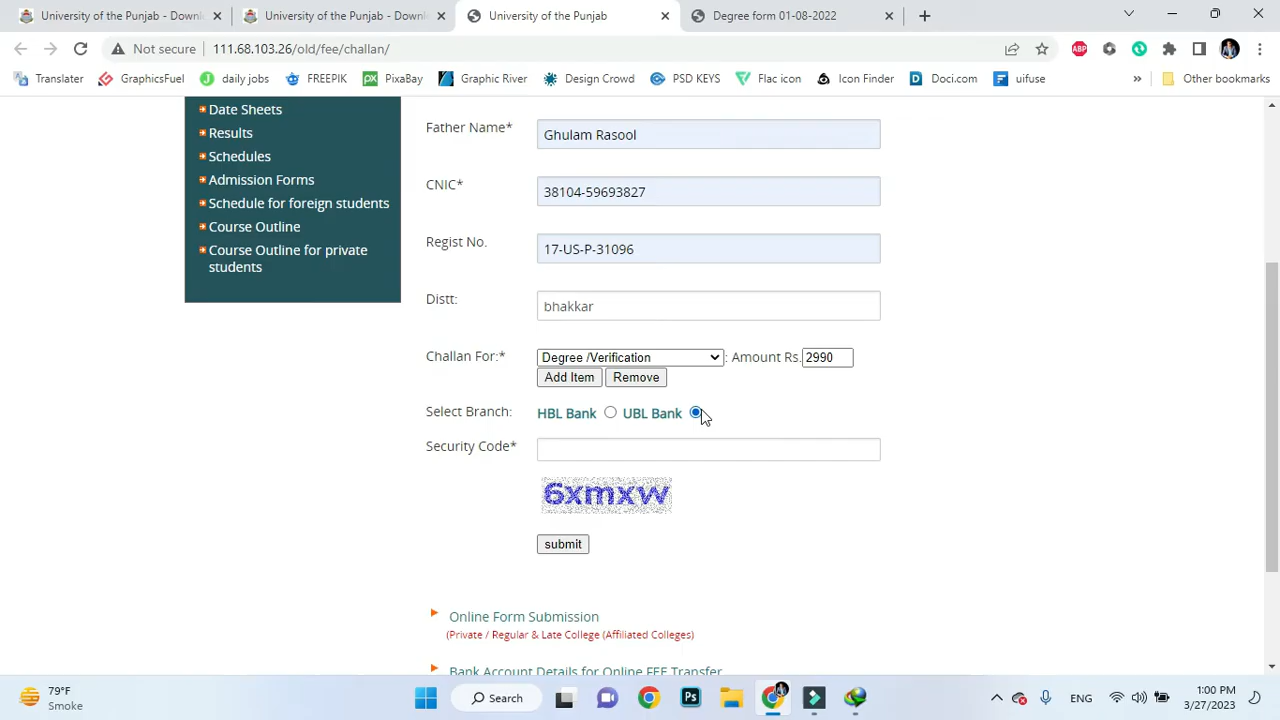 University of the Punjab - Downl
University of the Punjab - Downl
University of the Punjab
Degree form 01-08-2022
Not secure
111.68.103.26/old/fee/challan/
ABP
Translater
GraphicsFuel
daily jobs
FREEPIK
PixaBay
Graphic River
Design Crowd
PSD KEYS
Flac icon
Icon Finder
Doci.com
uifuse
»
Other bookmarks
Date Sheets
Results
Schedules
Admission Forms
Schedule for foreign students
Course Outline
Course Outline for private
students
Father Name*
Ghulam Rasool
CNIC*
38104-59693827
Regist No.
17-US-P-31096
Distt:
bhakkar
Challan For:*
Degree /Verification
: Amount Rs.
2990
Add Item
Remove
Select Branch:
HBL Bank
UBL Bank
Security Code*
6xmxw
submit
Online Form Submission
(Private / Regular & Late College (Affiliated Colleges)
Bank Account Details for Online FEE Transfer
79°F
Smoke
Search
Ps
ENG
1:00 PM
3/27/2023